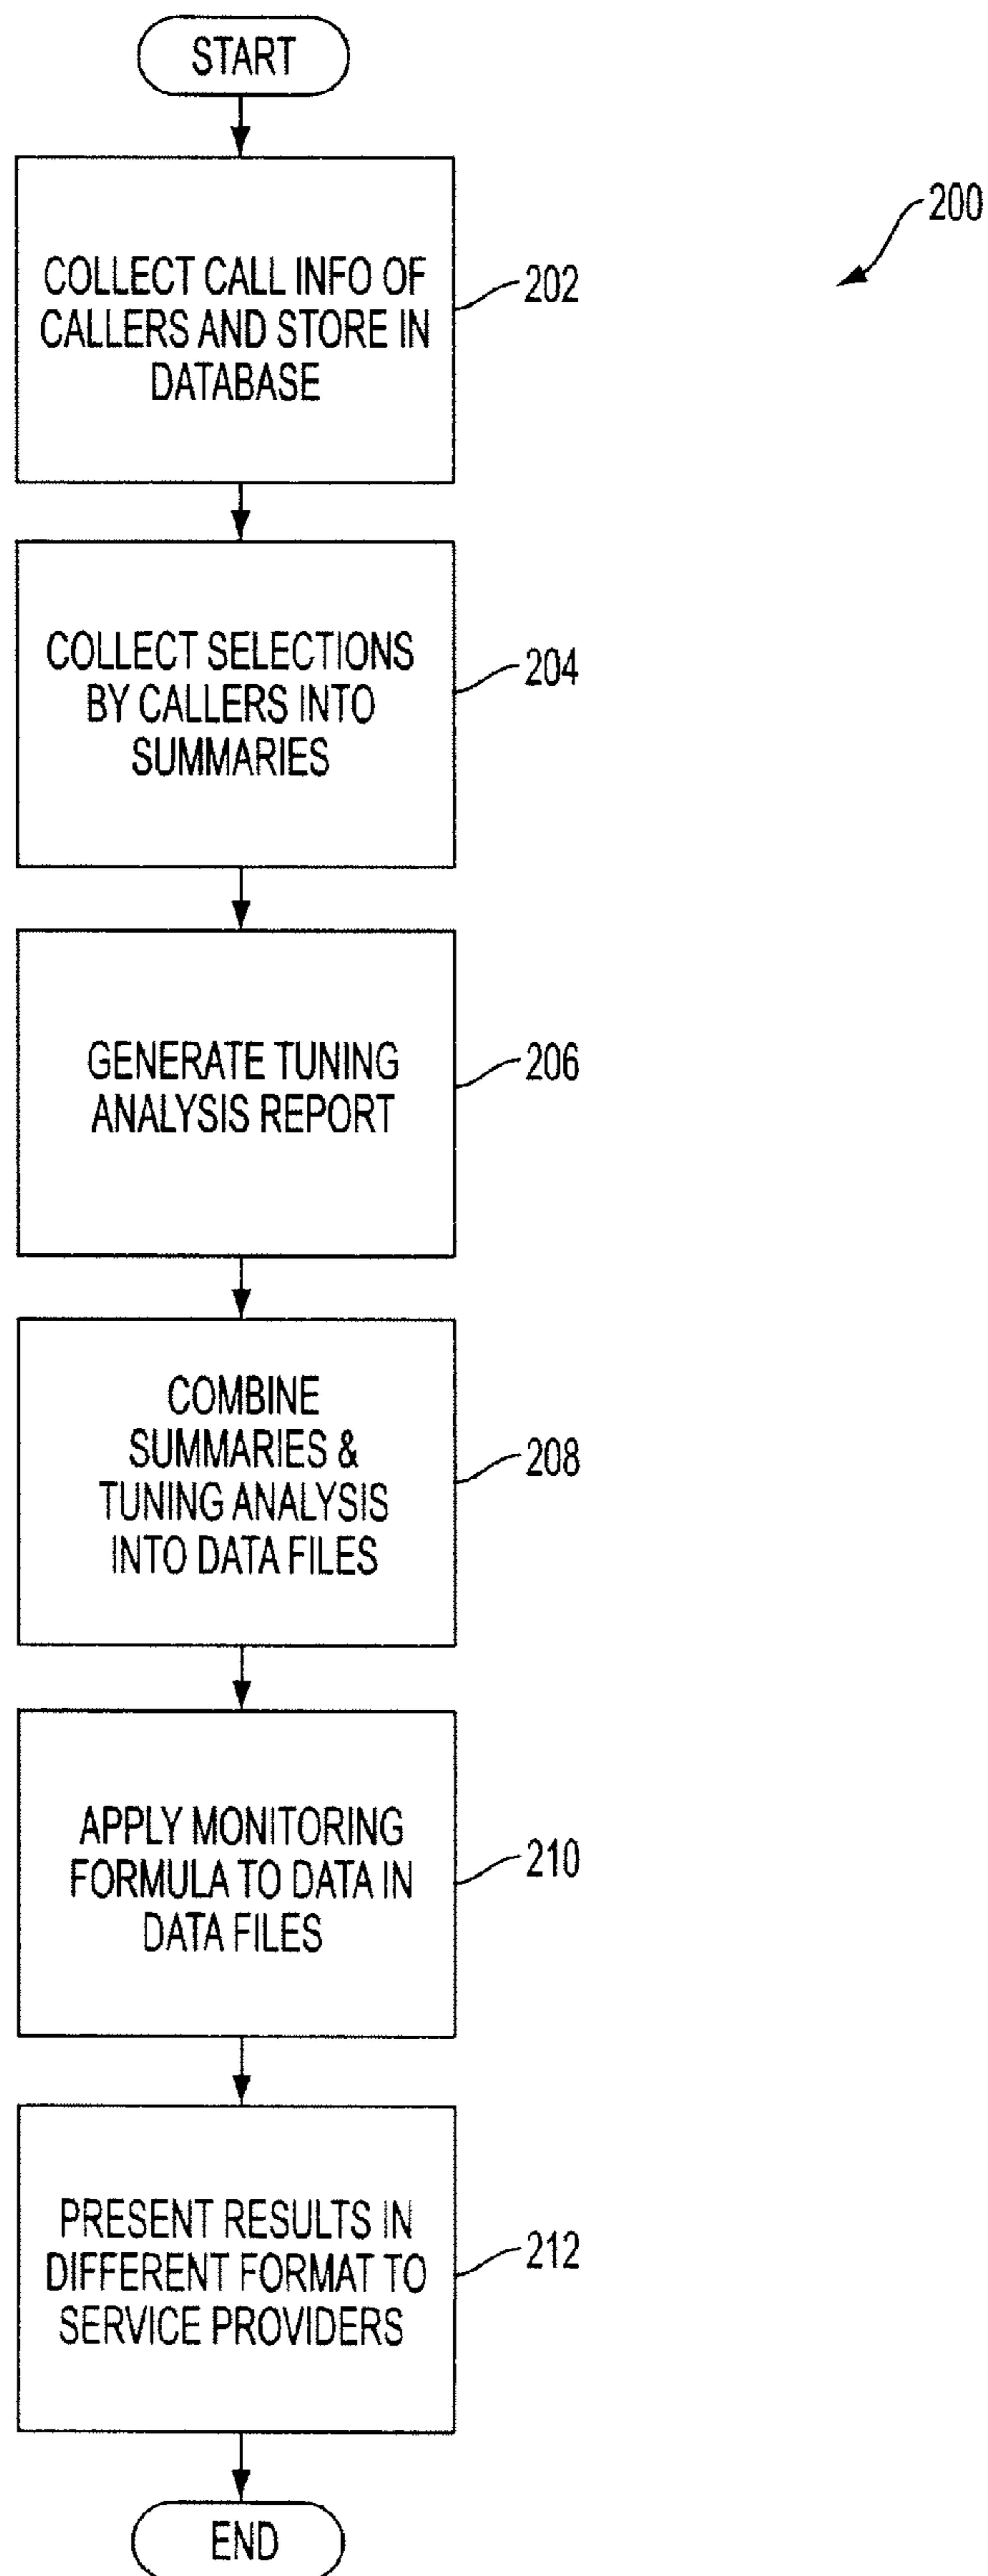 START
200
COLLECT CALL INFO OF
CALLERS AND STORE IN
DATABASE
202
COLLECT SELECTIONS
BY CALLERS INTO
SUMMARIES
204
GENERATE TUNING
ANALYSIS REPORT
206
COMBINE
SUMMARIES &
TUNING ANALYSIS
INTO DATA FILES
208
APPLY MONITORING
FORMULA TO DATA IN
DATA FILES
210
PRESENT RESULTS IN
DIFFERENT FORMAT TO
SERVICE PROVIDERS
212
END